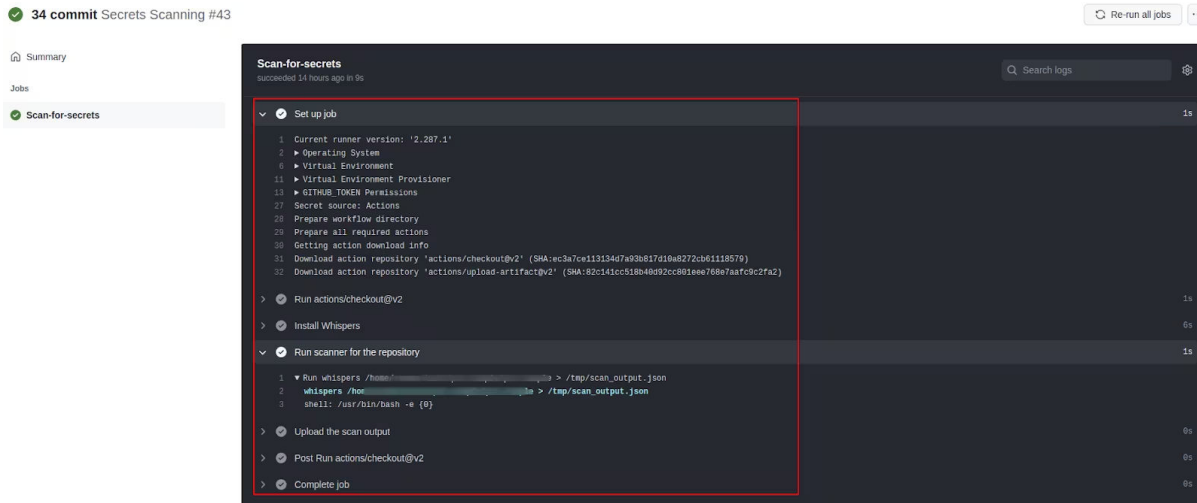 34 commit Secrets Scanning #43
Re-run all jobs
Summary
Jobs
Scan-for-secrets
Scan-for-secrets
succeeded 14 hours ago in 9s
Search logs
Set up job 1s
1 Current runner version: '2.287.1'
2 ▶ Operating System
6 ▶ Virtual Environment
11 ▶ Virtual Environment Provisioner
13 ▶ GITHUB_TOKEN Permissions
27 Secret source: Actions
28 Prepare workflow directory
29 Prepare all required actions
30 Getting action download info
31 Download action repository 'actions/checkout@v2' (SHA:ec3a7ce113134d7a93b817d10a8272cb61118579)
32 Download action repository 'actions/upload-artifact@v2' (SHA:82c141cc518b40d92cc801eee768e7aafc9c2fa2)
Run actions/checkout@v2 1s
Install Whispers 6s
Run scanner for the repository 1s
1 ▼ Run whispers > /tmp/scan_output.json
2 whispers > /tmp/scan_output.json
3 shell: /usr/bin/bash -e {0}
Upload the scan output 0s
Post Run actions/checkout@v2 0s
Complete job 0s